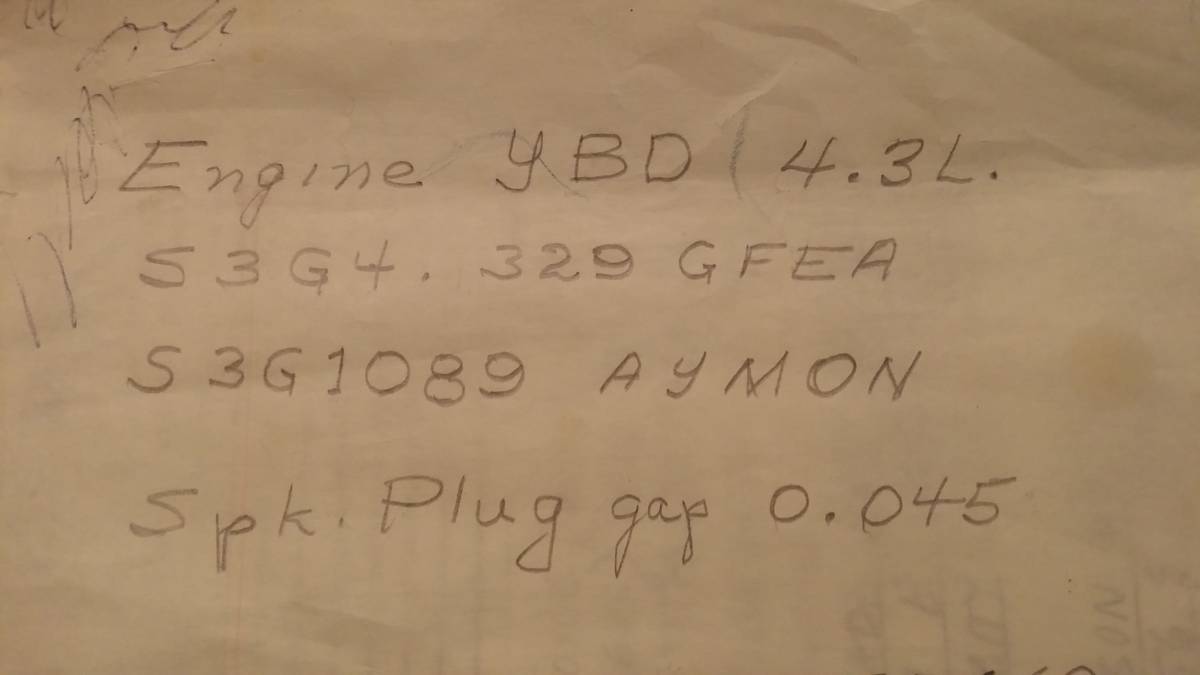 Engine YBD ( 4.3L.
S3G4. 329 GFEA
S3G1089 AYMON
Spk. Plug gap 0.045